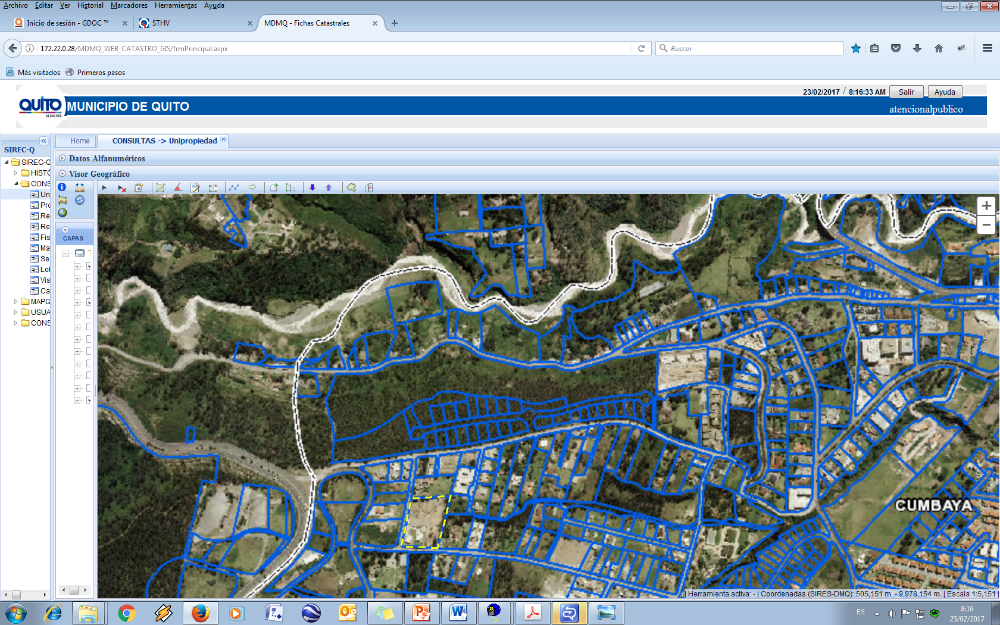 Archivo Editar Ver Historial Marcadores Herramientas Ayuda
Inicio de sesión - GDOC ™
STHV
MDMQ - Fichas Catastrales
172.22.0.28/MDMQ_WEB_CATASTRO_GIS/frmPrincipal.aspx
Buscar
Más visitados
Primeros pasos
23/02/2017 / 8:16:33 AM
Salir
Ayuda
QUITO
ALCALDÍA
MUNICIPIO DE QUITO
atencionalpublico
SIREC-Q
Home
CONSULTAS -> Unipropiedad
Datos Alfanuméricos
Visor Geográfico
SIREC-Q
HISTÓ
CONS
Un
Pro
Re
Re
Fis
Ma
Se
Lot
Vis
Ca
MAPG
USUA
CONS
CAPAS
+
−
CUMBAYA
| Herramienta activa: - | Coordenadas (SIRES-DMQ): 505,151 m. - 9,978,154 m. | Escala 1:5,151 |
ES
8:16
23/02/2017